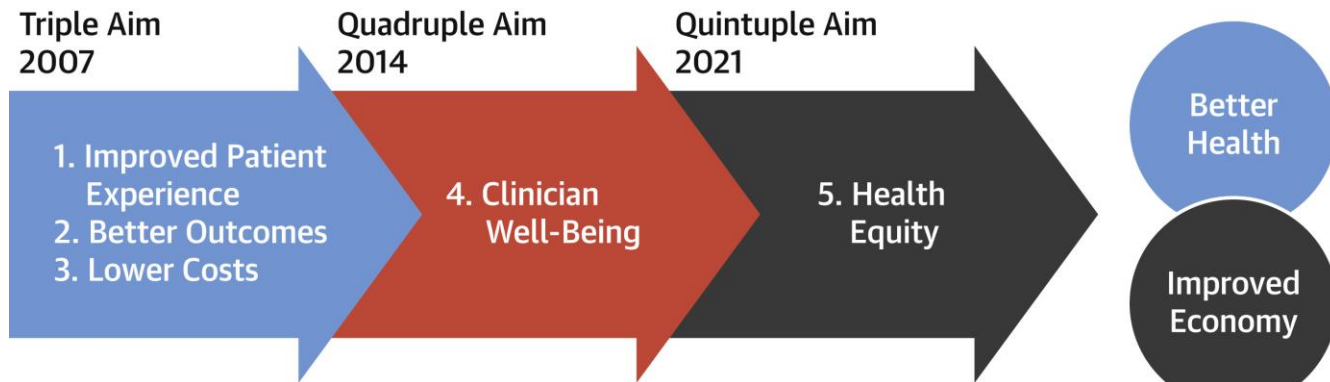 Triple Aim
2007
Quadruple Aim
2014
Quintuple Aim
2021
1. Improved Patient
Experience
2. Better Outcomes
3. Lower Costs
4. Clinician
Well-Being
5. Health
Equity
Better
Health
Improved
Economy